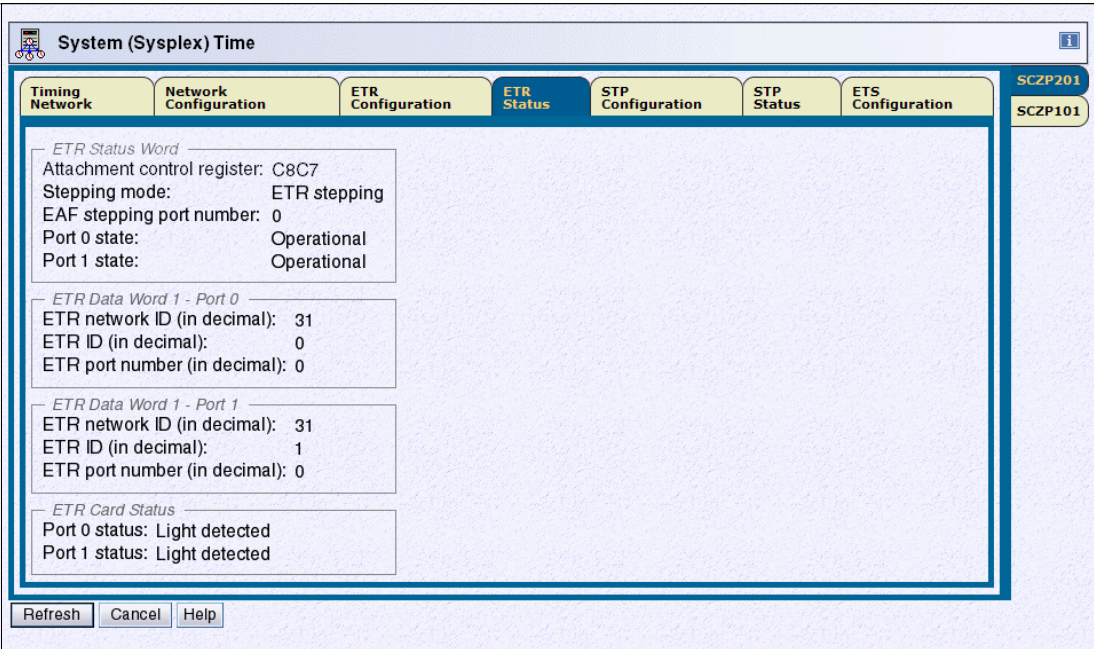 System (Sysplex) Time
i
Timing Network
Network Configuration
ETR Configuration
ETR Status
STP Configuration
STP Status
ETS Configuration
SCZP201
SCZP101
ETR Status Word
Attachment control register: C8C7
Stepping mode: ETR stepping
EAF stepping port number: 0
Port 0 state: Operational
Port 1 state: Operational
ETR Data Word 1 - Port 0
ETR network ID (in decimal): 31
ETR ID (in decimal): 0
ETR port number (in decimal): 0
ETR Data Word 1 - Port 1
ETR network ID (in decimal): 31
ETR ID (in decimal): 1
ETR port number (in decimal): 0
ETR Card Status
Port 0 status: Light detected
Port 1 status: Light detected
Refresh Cancel Help